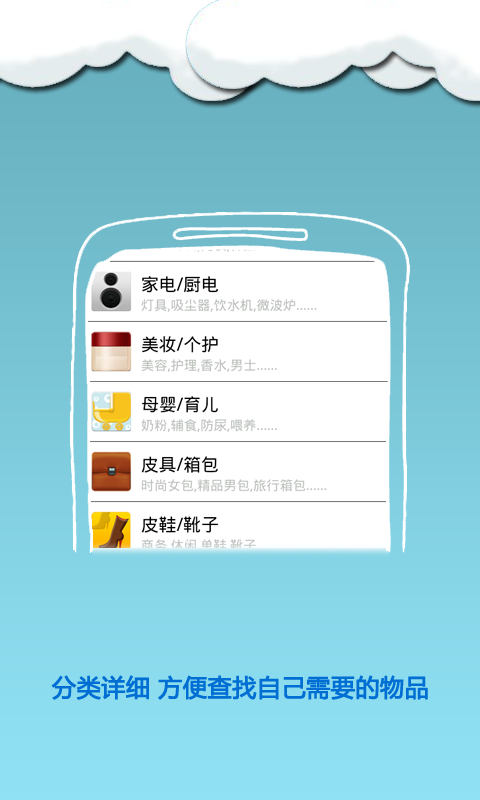 家电/厨电
灯具,吸尘器,饮水机,微波炉......
美妆/个护
美容,护理,香水,男士......
母婴/育儿
奶粉,辅食,防尿,喂养......
皮具/箱包
时尚女包,精品男包,旅行箱包......
皮鞋/靴子
商务,休闲,单鞋,靴子
分类详细 方便查找自己需要的物品